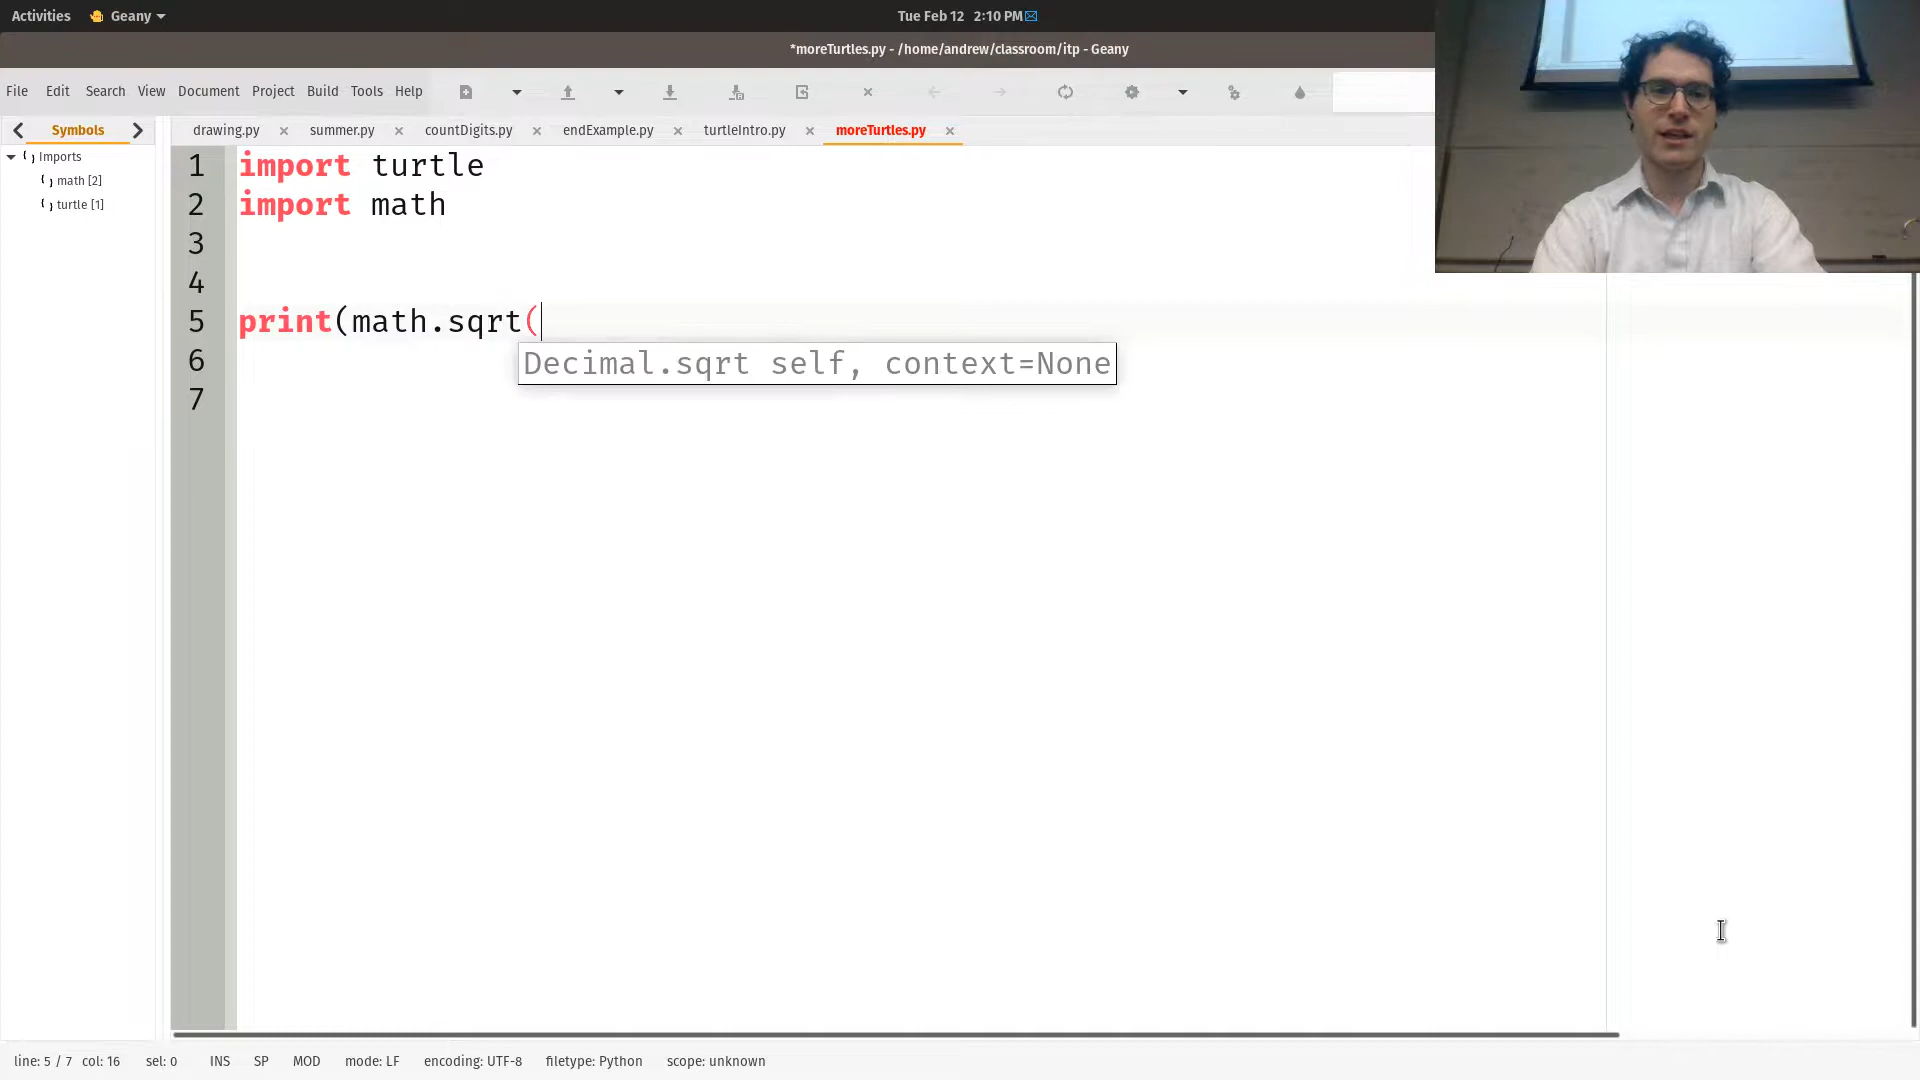 Activities Geany Tue Feb 12 2:10 PM
*moreTurtles.py - /home/andrew/classroom/itp - Geany
File Edit Search View Document Project Build Tools Help
Symbols drawing.py summer.py countDigits.py endExample.py turtleIntro.py moreTurtles.py
Imports
math [2]
turtle [1]
1 import turtle
2 import math
3
4
5 print(math.sqrt(
Decimal.sqrt self, context=None
6
7
line: 5 / 7 col: 16 sel: 0 INS SP MOD mode: LF encoding: UTF-8 filetype: Python scope: unknown